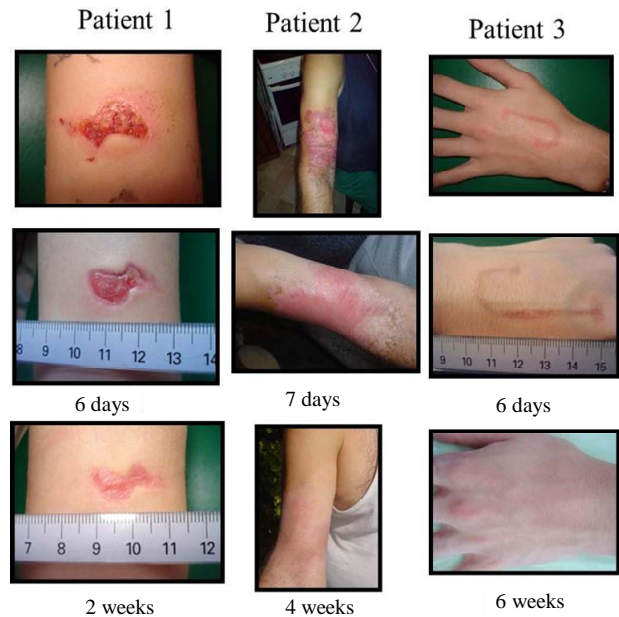 Patient 1
Patient 2
Patient 3
8 9 10 11 12 13 14
9 10 11 12 13 14 15
6 days
7 days
6 days
7 8 9 10 11 12
2 weeks
4 weeks
6 weeks